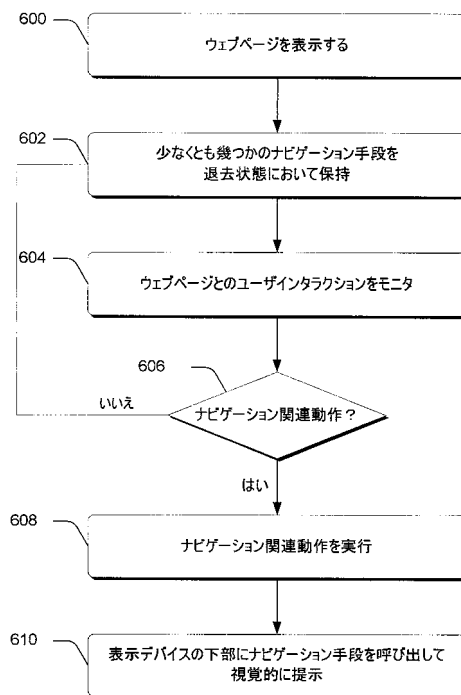 600
ウェブページを表示する
602
少なくとも幾つかのナビゲーション手段を
退去状態において保持
604
ウェブページとのユーザインタラクションをモニタ
606
いいえ
ナビゲーション関連動作？
はい
608
ナビゲーション関連動作を実行
610
表示デバイスの下部にナビゲーション手段を呼び出して
視覚的に提示